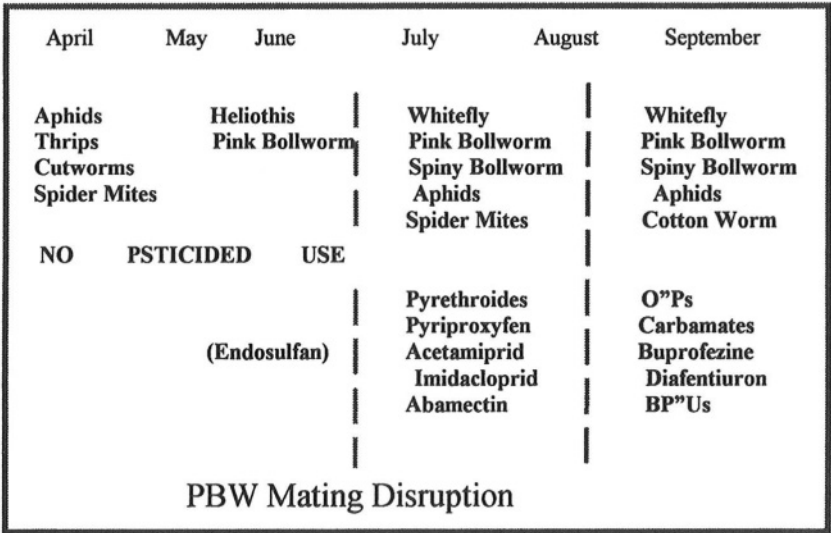 April May June July August September
Aphids Heliothis Whitefly Whitefly
Thrips Pink Bollworm Pink Bollworm Pink Bollworm
Cutworms Spiny Bollworm Spiny Bollworm
Spider Mites Aphids Aphids
Spider Mites Cotton Worm
NO PSTICIDED USE
Pyrethroides O”Ps
Pyriproxyfen Carbamates
(Endosulfan) Acetamiprid Buprofezine
Imidacloprid Diafentiuron
Abamectin BP”Us
PBW Mating Disruption